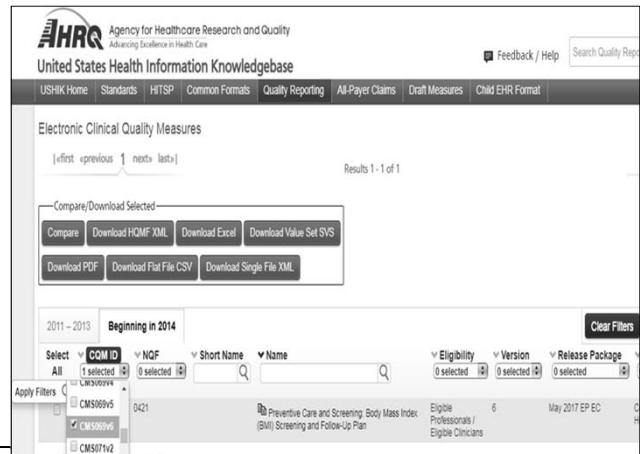 AHRQ Agency for Healthcare Research and Quality
Advancing Excellence in Health Care
United States Health Information Knowledgebase
Feedback / Help
Search Quality Repo
USHIK Home Standards HITSP Common Formats Quality Reporting All-Payer Claims Draft Measures Child EHR Format
Electronic Clinical Quality Measures
|«first «previous 1 next» last»|
Results 1 - 1 of 1
Compare/Download Selected
Compare Download HQMF XML Download Excel Download Value Set SVS
Download PDF Download Flat File CSV Download Single File XML
2011 – 2013 Beginning in 2014 Clear Filters
Select All CQM ID NQF Short Name Name Eligibility Version Release Package
1 selected 0 selected 0 selected 0 selected 0 selected
Apply Filters
CMS069v4
CMS069v5
CMS069v6
CMS071v2
0421 Preventive Care and Screening: Body Mass Index (BMI) Screening and Follow-Up Plan Eligible Professionals / Eligible Clinicians 6 May 2017 EP EC